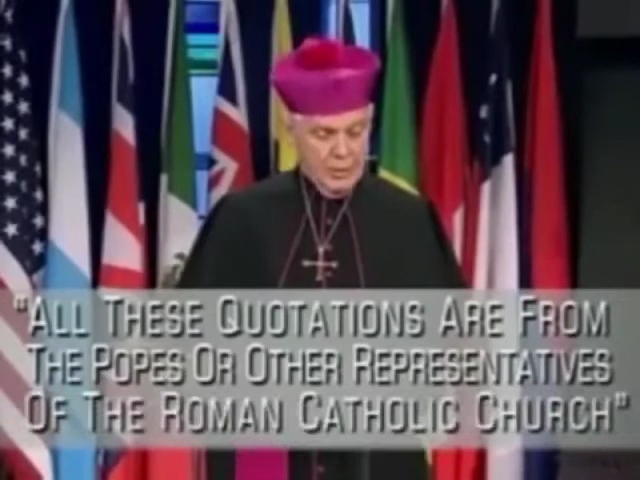 "All These Quotations Are From
The Popes Or Other Representatives
Of The Roman Catholic Church"